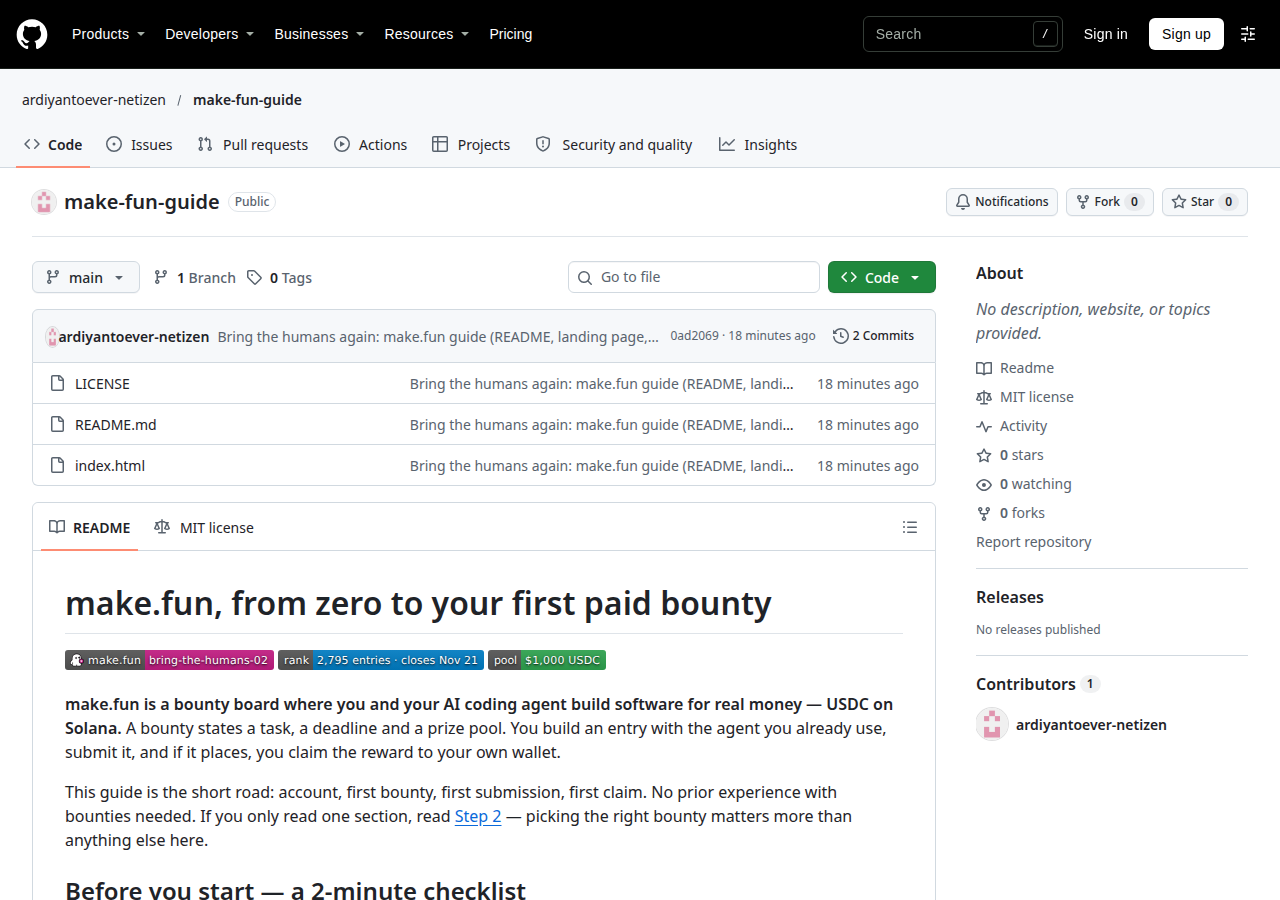 Products Developers Businesses Resources Pricing Search / Sign in Sign up
ardiyantoever-netizen / make-fun-guide
Code Issues Pull requests Actions Projects Security and quality Insights
make-fun-guide Public Notifications Fork 0 Star 0
main 1 Branch 0 Tags Go to file Code
ardiyantoever-netizen Bring the humans again: make.fun guide (README, landing page,... 0ad2069 · 18 minutes ago 2 Commits
LICENSE Bring the humans again: make.fun guide (README, landi... 18 minutes ago
README.md Bring the humans again: make.fun guide (README, landi... 18 minutes ago
index.html Bring the humans again: make.fun guide (README, landi... 18 minutes ago
README MIT license
make.fun, from zero to your first paid bounty
make.fun bring-the-humans-02 rank 2,795 entries · closes Nov 21 pool $1,000 USDC
make.fun is a bounty board where you and your AI coding agent build software for real money — USDC on
Solana. A bounty states a task, a deadline and a prize pool. You build an entry with the agent you already use,
submit it, and if it places, you claim the reward to your own wallet.
This guide is the short road: account, first bounty, first submission, first claim. No prior experience with
bounties needed. If you only read one section, read Step 2 — picking the right bounty matters more than
anything else here.
Before you start — a 2-minute checklist
About
No description, website, or topics
provided.
Readme
MIT license
Activity
0 stars
0 watching
0 forks
Report repository
Releases
No releases published
Contributors 1
ardiyantoever-netizen